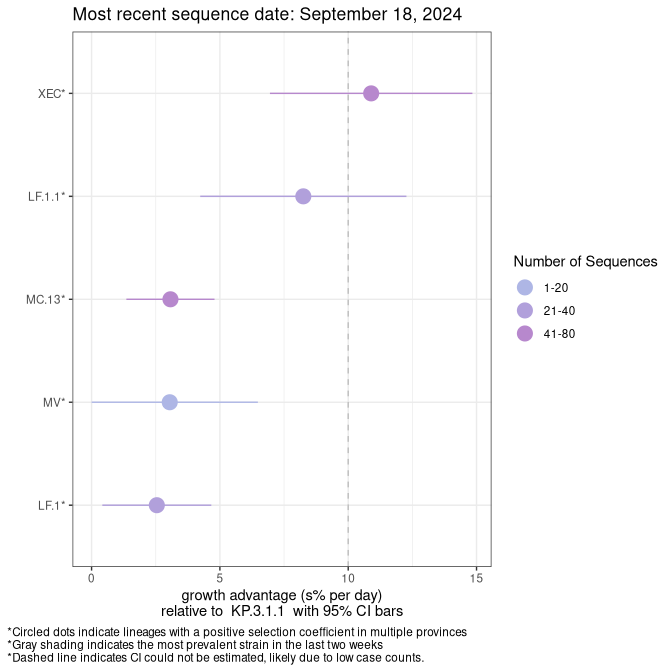 Most recent sequence date: September 18, 2024
XEC*
LF.1.1*
MC.13*
MV*
LF.1*
0
5
10
15
growth advantage (s% per day)
relative to KP.3.1.1 with 95% CI bars
Number of Sequences
1-20
21-40
41-80
*Circled dots indicate lineages with a positive selection coefficient in multiple provinces
*Gray shading indicates the most prevalent strain in the last two weeks
*Dashed line indicates CI could not be estimated, likely due to low case counts.